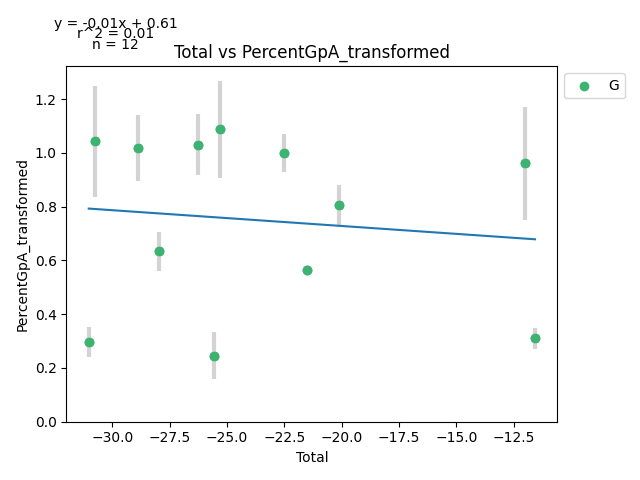 y = -0.01x + 0.61
r^2 = 0.01
n = 12
Total vs PercentGpA_transformed
G
PercentGpA_transformed
1.2
1.0
0.8
0.6
0.4
0.2
0.0
−30.0 −27.5 −25.0 −22.5 −20.0 −17.5 −15.0 −12.5
Total